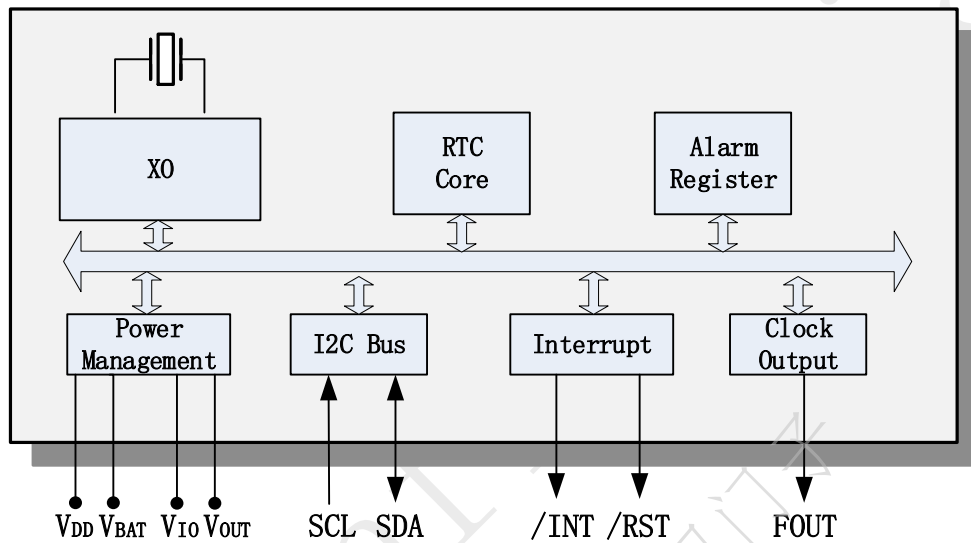 XO
RTC
Core
Alarm
Register
Power
Management
I2C Bus
Interrupt
Clock
Output
VDD VBAT VIO VOUT SCL SDA /INT /RST FOUT